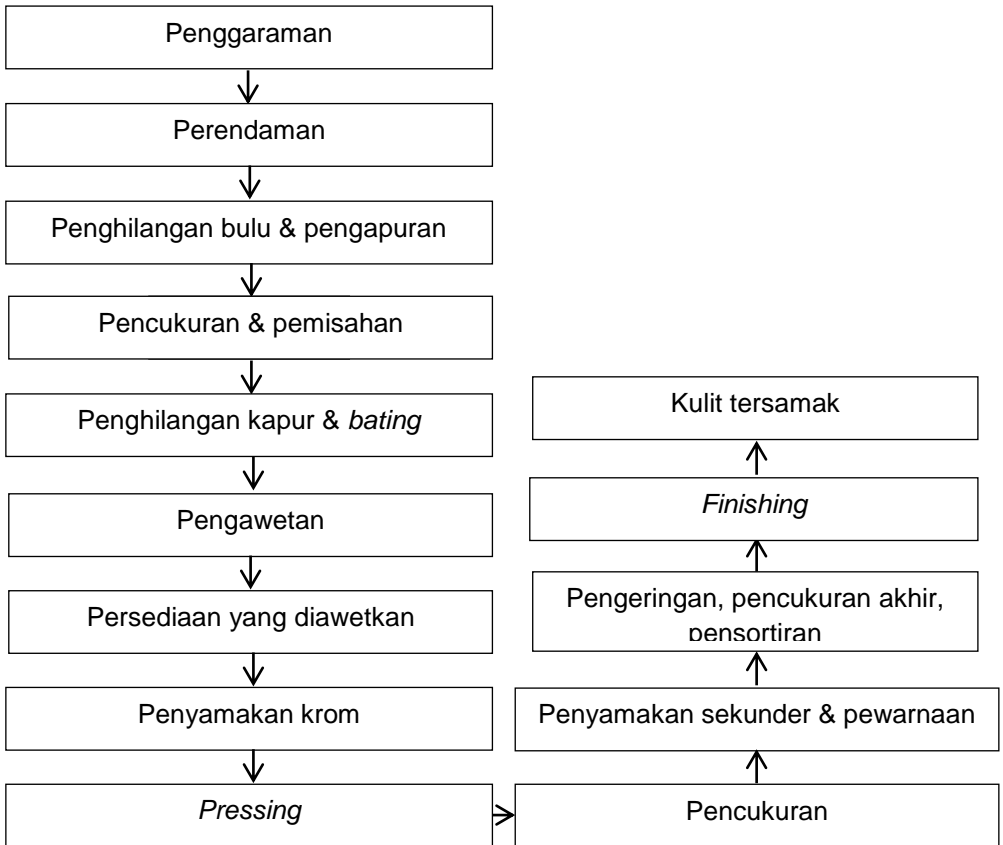 Penggaraman
Perendaman
Penghilangan bulu & pengapuran
Pencukuran & pemisahan
Penghilangan kapur & bating
Pengawetan
Persediaan yang diawetkan
Penyamakan krom
Pressing
Pencukuran
Penyamakan sekunder & pewarnaan
Pengeringan, pencukuran akhir,
pensortiran
Finishing
Kulit tersamak